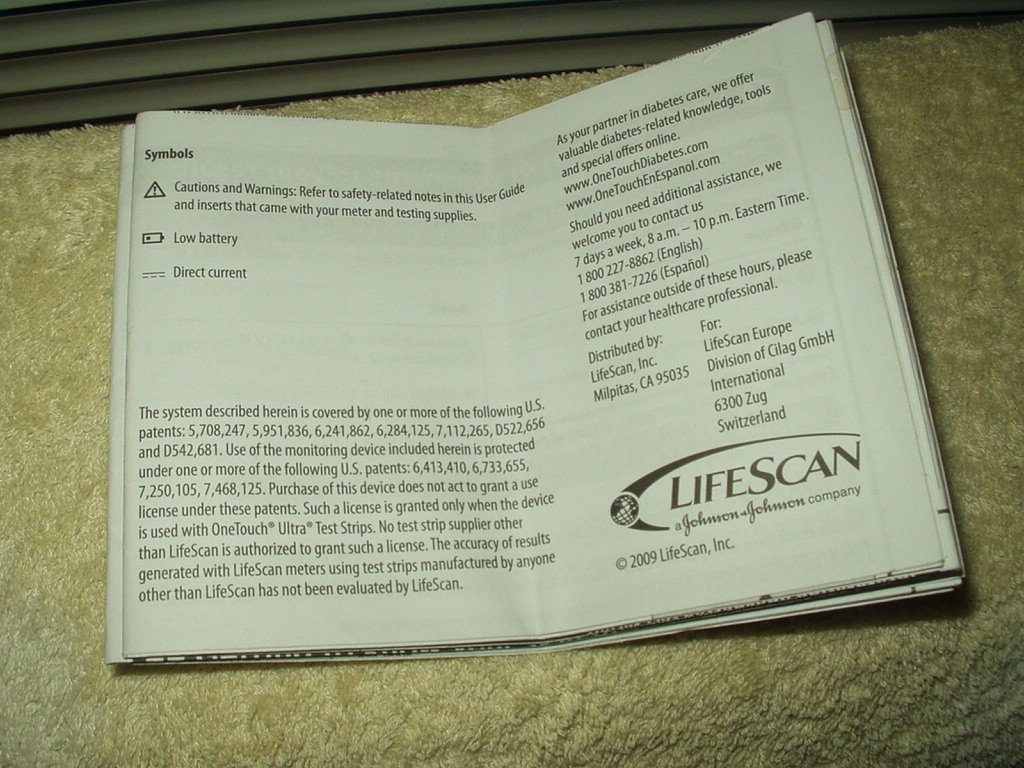 Symbols
Cautions and Warnings: Refer to safety-related notes in this User Guide
and inserts that came with your meter and testing supplies.
Low battery
Direct current
The system described herein is covered by one or more of the following U.S.
patents: 5,708,247, 5,951,836, 6,241,862, 6,284,125, 7,112,265, D522,656
and D542,681. Use of the monitoring device included herein is protected
under one or more of the following U.S. patents: 6,413,410, 6,733,655,
7,250,105, 7,468,125. Purchase of this device does not act to grant a use
license under these patents. Such a license is granted only when the device
is used with OneTouch® Ultra® Test Strips. No test strip supplier other
than LifeScan is authorized to grant such a license. The accuracy of results
generated with LifeScan meters using test strips manufactured by anyone
other than LifeScan has not been evaluated by LifeScan.
As your partner in diabetes care, we offer
valuable diabetes-related knowledge, tools
and special offers online.
www.OneTouchDiabetes.com
www.OneTouchEnEspanol.com
Should you need additional assistance, we
welcome you to contact us
7 days a week, 8 a.m. – 10 p.m. Eastern Time.
1 800 227-8862 (English)
1 800 381-7226 (Español)
For assistance outside of these hours, please
contact your healthcare professional.
Distributed by:
LifeScan, Inc.
Milpitas, CA 95035
For:
LifeScan Europe
Division of Cilag GmbH
International
6300 Zug
Switzerland
LIFESCAN
a Johnson & Johnson company
© 2009 LifeScan, Inc.